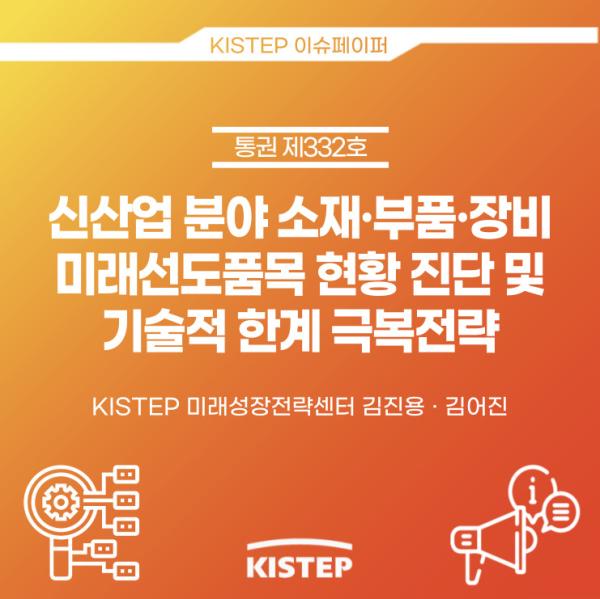 KISTEP 이슈페이퍼
통권 제332호
신산업 분야 소재·부품·장비
미래선도품목 현황 진단 및
기술적 한계 극복전략
KISTEP 미래성장전략센터 김진용 · 김어진
i
KISTEP